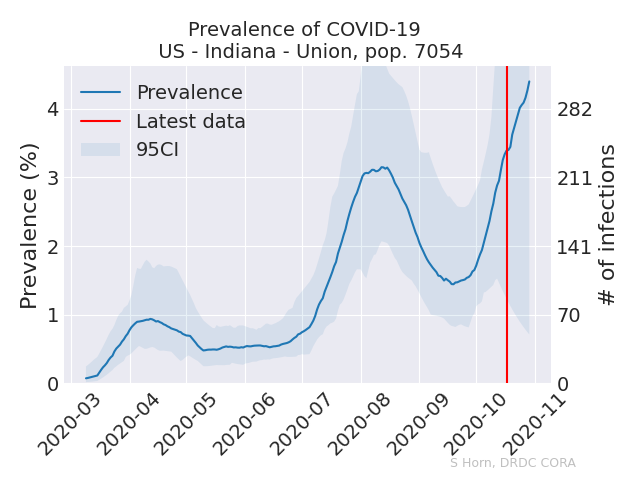 Prevalence of COVID-19
US - Indiana - Union, pop. 7054
Prevalence
Latest data
95CI
Prevalence (%)
4
3
2
1
0
# of infections
282
211
141
70
0
2020-03
2020-04
2020-05
2020-06
2020-07
2020-08
2020-09
2020-10
2020-11
S Horn, DRDC CORA